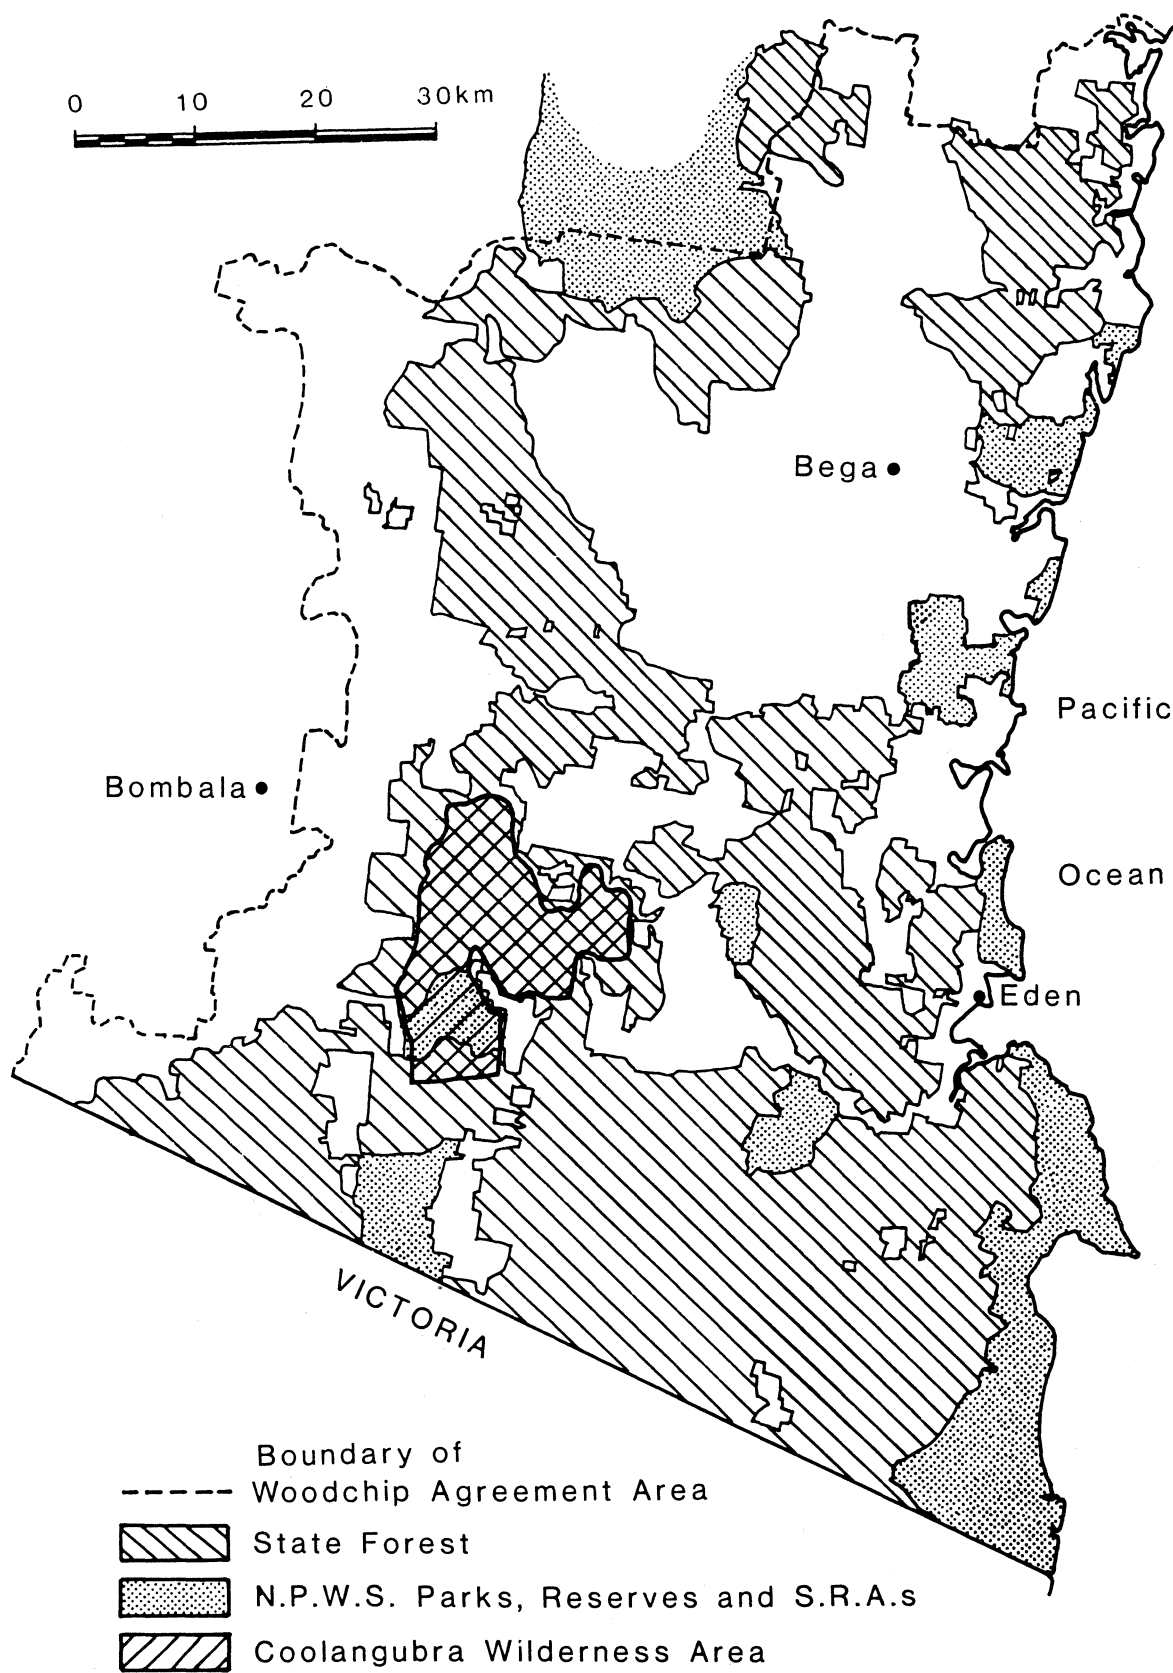 0 10 20 30km
Bega
Pacific
Bombala
Ocean
Eden
VICTORIA
Boundary of
Woodchip Agreement Area
State Forest
N.P.W.S. Parks, Reserves and S.R.A.s
Coolangubra Wilderness Area